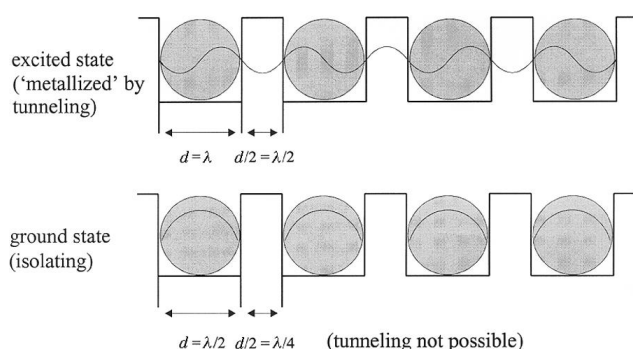 excited state
('metallized' by
tunneling)
d = λ d/2 = λ/2
ground state
(isolating)
d = λ/2 d/2 = λ/4 (tunneling not possible)